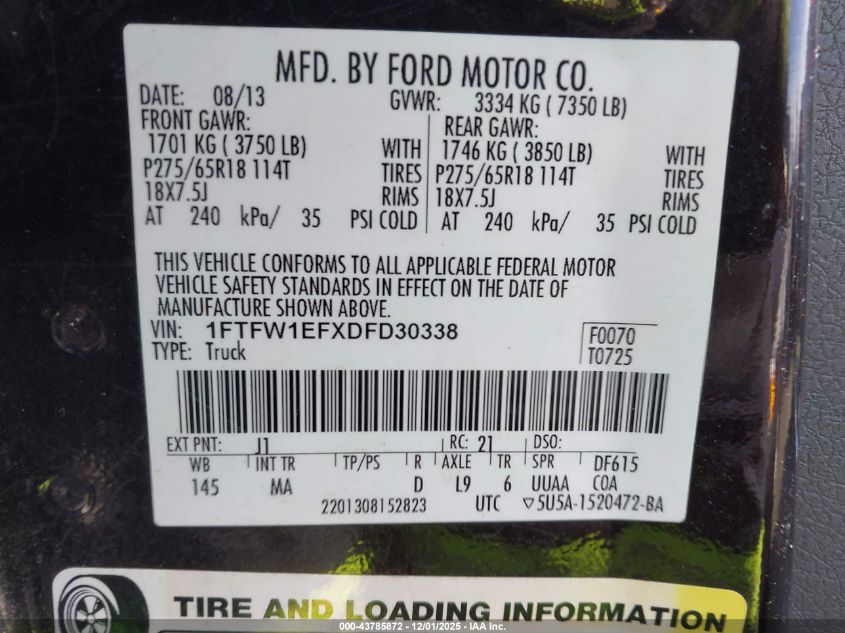 MFD. BY FORD MOTOR CO.
DATE: 08/13 GVWR: 3334 KG ( 7350 LB)
FRONT GAWR: REAR GAWR:
1701 KG ( 3750 LB) WITH 1746 KG ( 3850 LB) WITH
P275/65R18 114T TIRES P275/65R18 114T TIRES
18X7.5J RIMS 18X7.5J RIMS
AT 240 kPa/ 35 PSI COLD AT 240 kPa/ 35 PSI COLD
THIS VEHICLE CONFORMS TO ALL APPLICABLE FEDERAL MOTOR
VEHICLE SAFETY STANDARDS IN EFFECT ON THE DATE OF
MANUFACTURE SHOWN ABOVE.
VIN: 1FTFW1EFXDFD30338 F0070
TYPE: Truck T0725
EXT PNT: J1 RC: 21 DSO:
WB INT TR TP/PS R AXLE TR SPR DF615
145 MA D L9 6 UUAA COA
2201308152823 UTC ▽5U5A-1520472-BA
TIRE AND LOADING INFORMATION
000-43785872 - 12/01/2025 - IAA Inc.